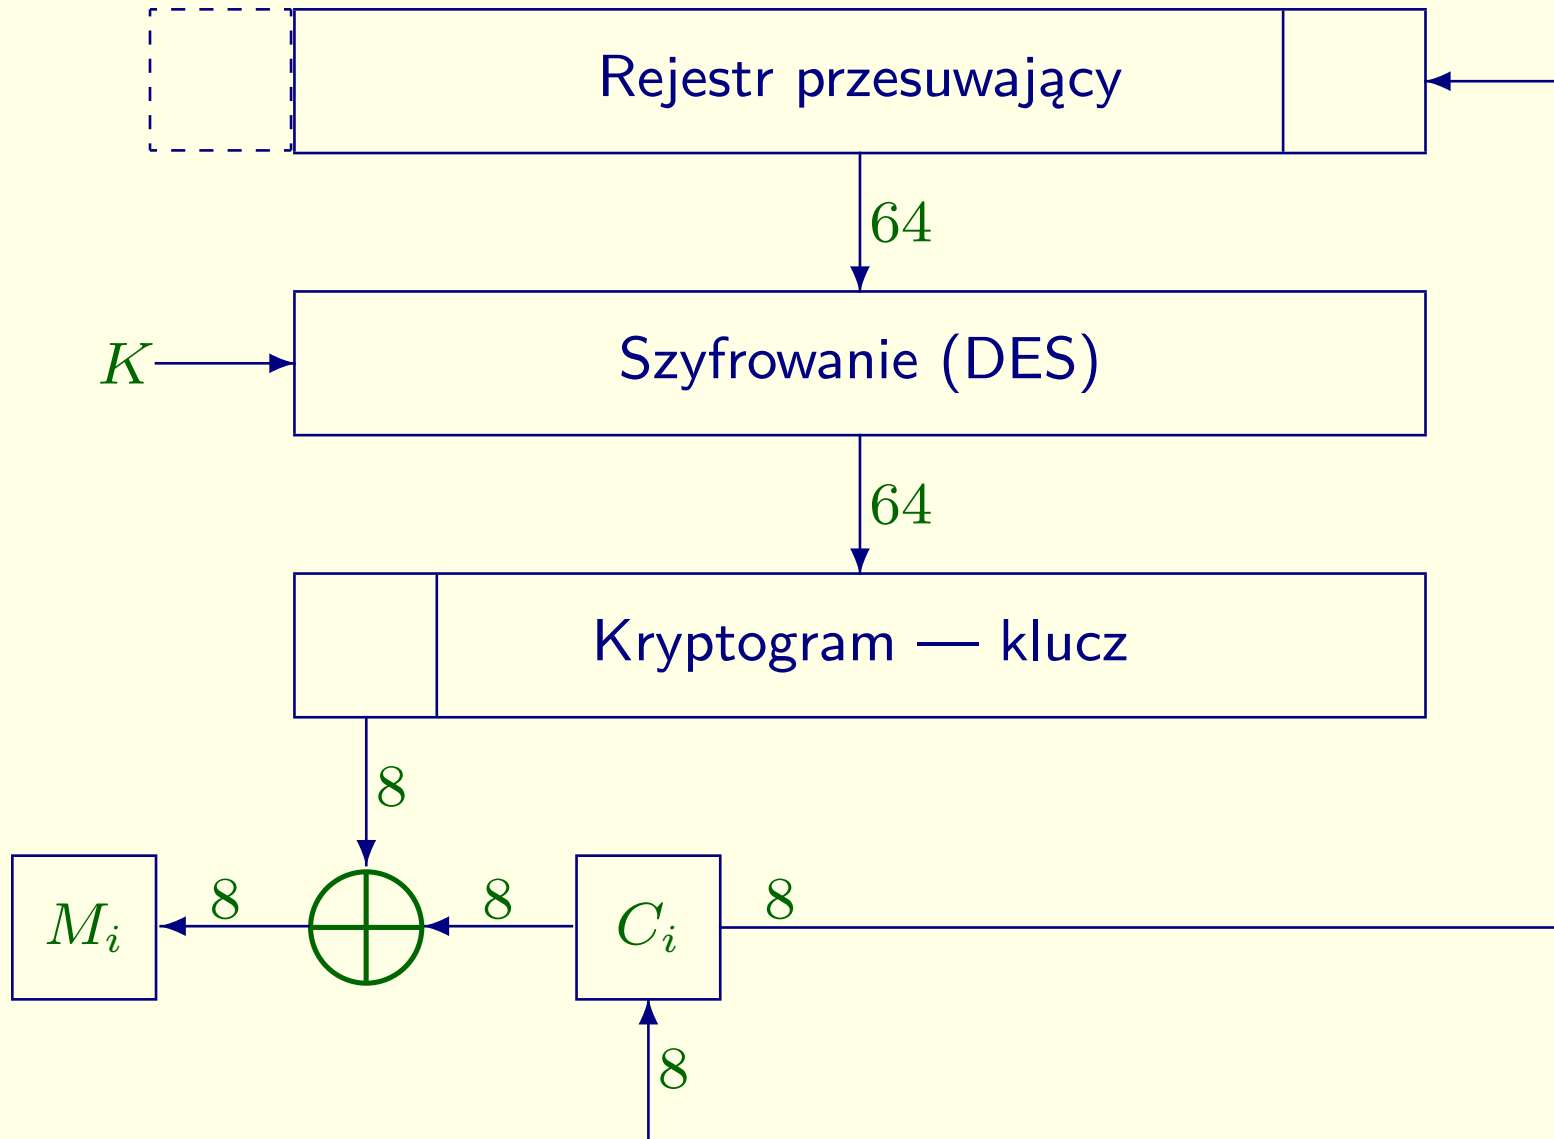 Rejestr przesuwający
64
K
Szyfrowanie (DES)
64
Kryptogram — klucz
8
M_i
8
8
C_i
8
8